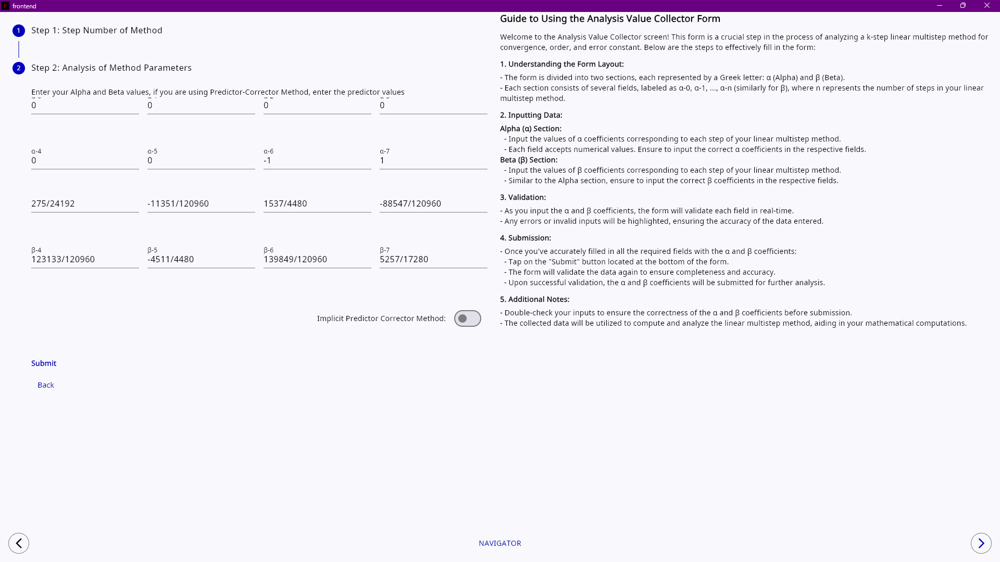 frontend
1 Step 1: Step Number of Method
2 Step 2: Analysis of Method Parameters
Enter your Alpha and Beta values, if you are using Predictor-Corrector Method, enter the predictor values
0 0 0 0
α-4 α-5 α-6 α-7
0 0 -1 1
275/24192 -11351/120960 1537/4480 -88547/120960
β-4 β-5 β-6 β-7
123133/120960 -4511/4480 139849/120960 5257/17280
Implicit Predictor Corrector Method:
Submit
Back
Guide to Using the Analysis Value Collector Form
Welcome to the Analysis Value Collector screen! This form is a crucial step in the process of analyzing a k-step linear multistep method for
convergence, order, and error constant. Below are the steps to effectively fill in the form:
1. Understanding the Form Layout:
- The form is divided into two sections, each represented by a Greek letter: α (Alpha) and β (Beta).
- Each section consists of several fields, labeled as α-0, α-1, ..., α-n (similarly for β), where n represents the number of steps in your linear
multistep method.
2. Inputting Data:
Alpha (α) Section:
- Input the values of α coefficients corresponding to each step of your linear multistep method.
- Each field accepts numerical values. Ensure to input the correct α coefficients in the respective fields.
Beta (β) Section:
- Input the values of β coefficients corresponding to each step of your linear multistep method.
- Similar to the Alpha section, ensure to input the correct β coefficients in the respective fields.
3. Validation:
- As you input the α and β coefficients, the form will validate each field in real-time.
- Any errors or invalid inputs will be highlighted, ensuring the accuracy of the data entered.
4. Submission:
- Once you've accurately filled in all the required fields with the α and β coefficients:
- Tap on the "Submit" button located at the bottom of the form.
- The form will validate the data again to ensure completeness and accuracy.
- Upon successful validation, the α and β coefficients will be submitted for further analysis.
5. Additional Notes:
- Double-check your inputs to ensure the correctness of the α and β coefficients before submission.
- The collected data will be utilized to compute and analyze the linear multistep method, aiding in your mathematical computations.
NAVIGATOR